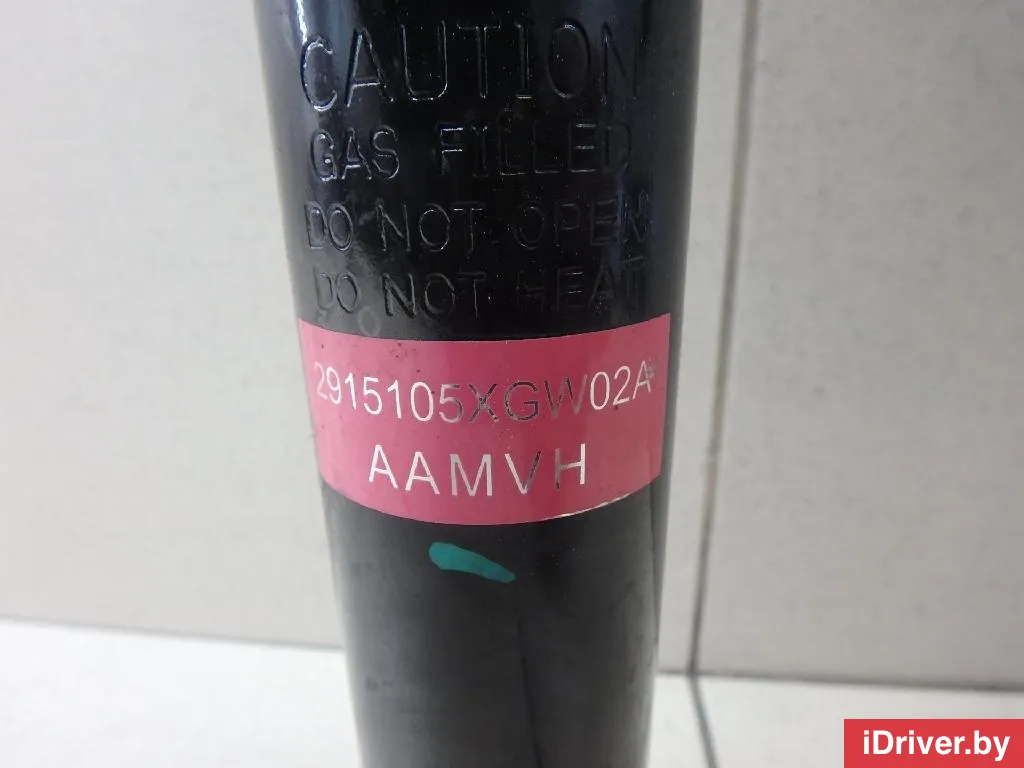 CAUTION
GAS FILLED
DO NOT OPEN
DO NOT HEAT
2915105XGW02A
AAMVH
iDriver.by